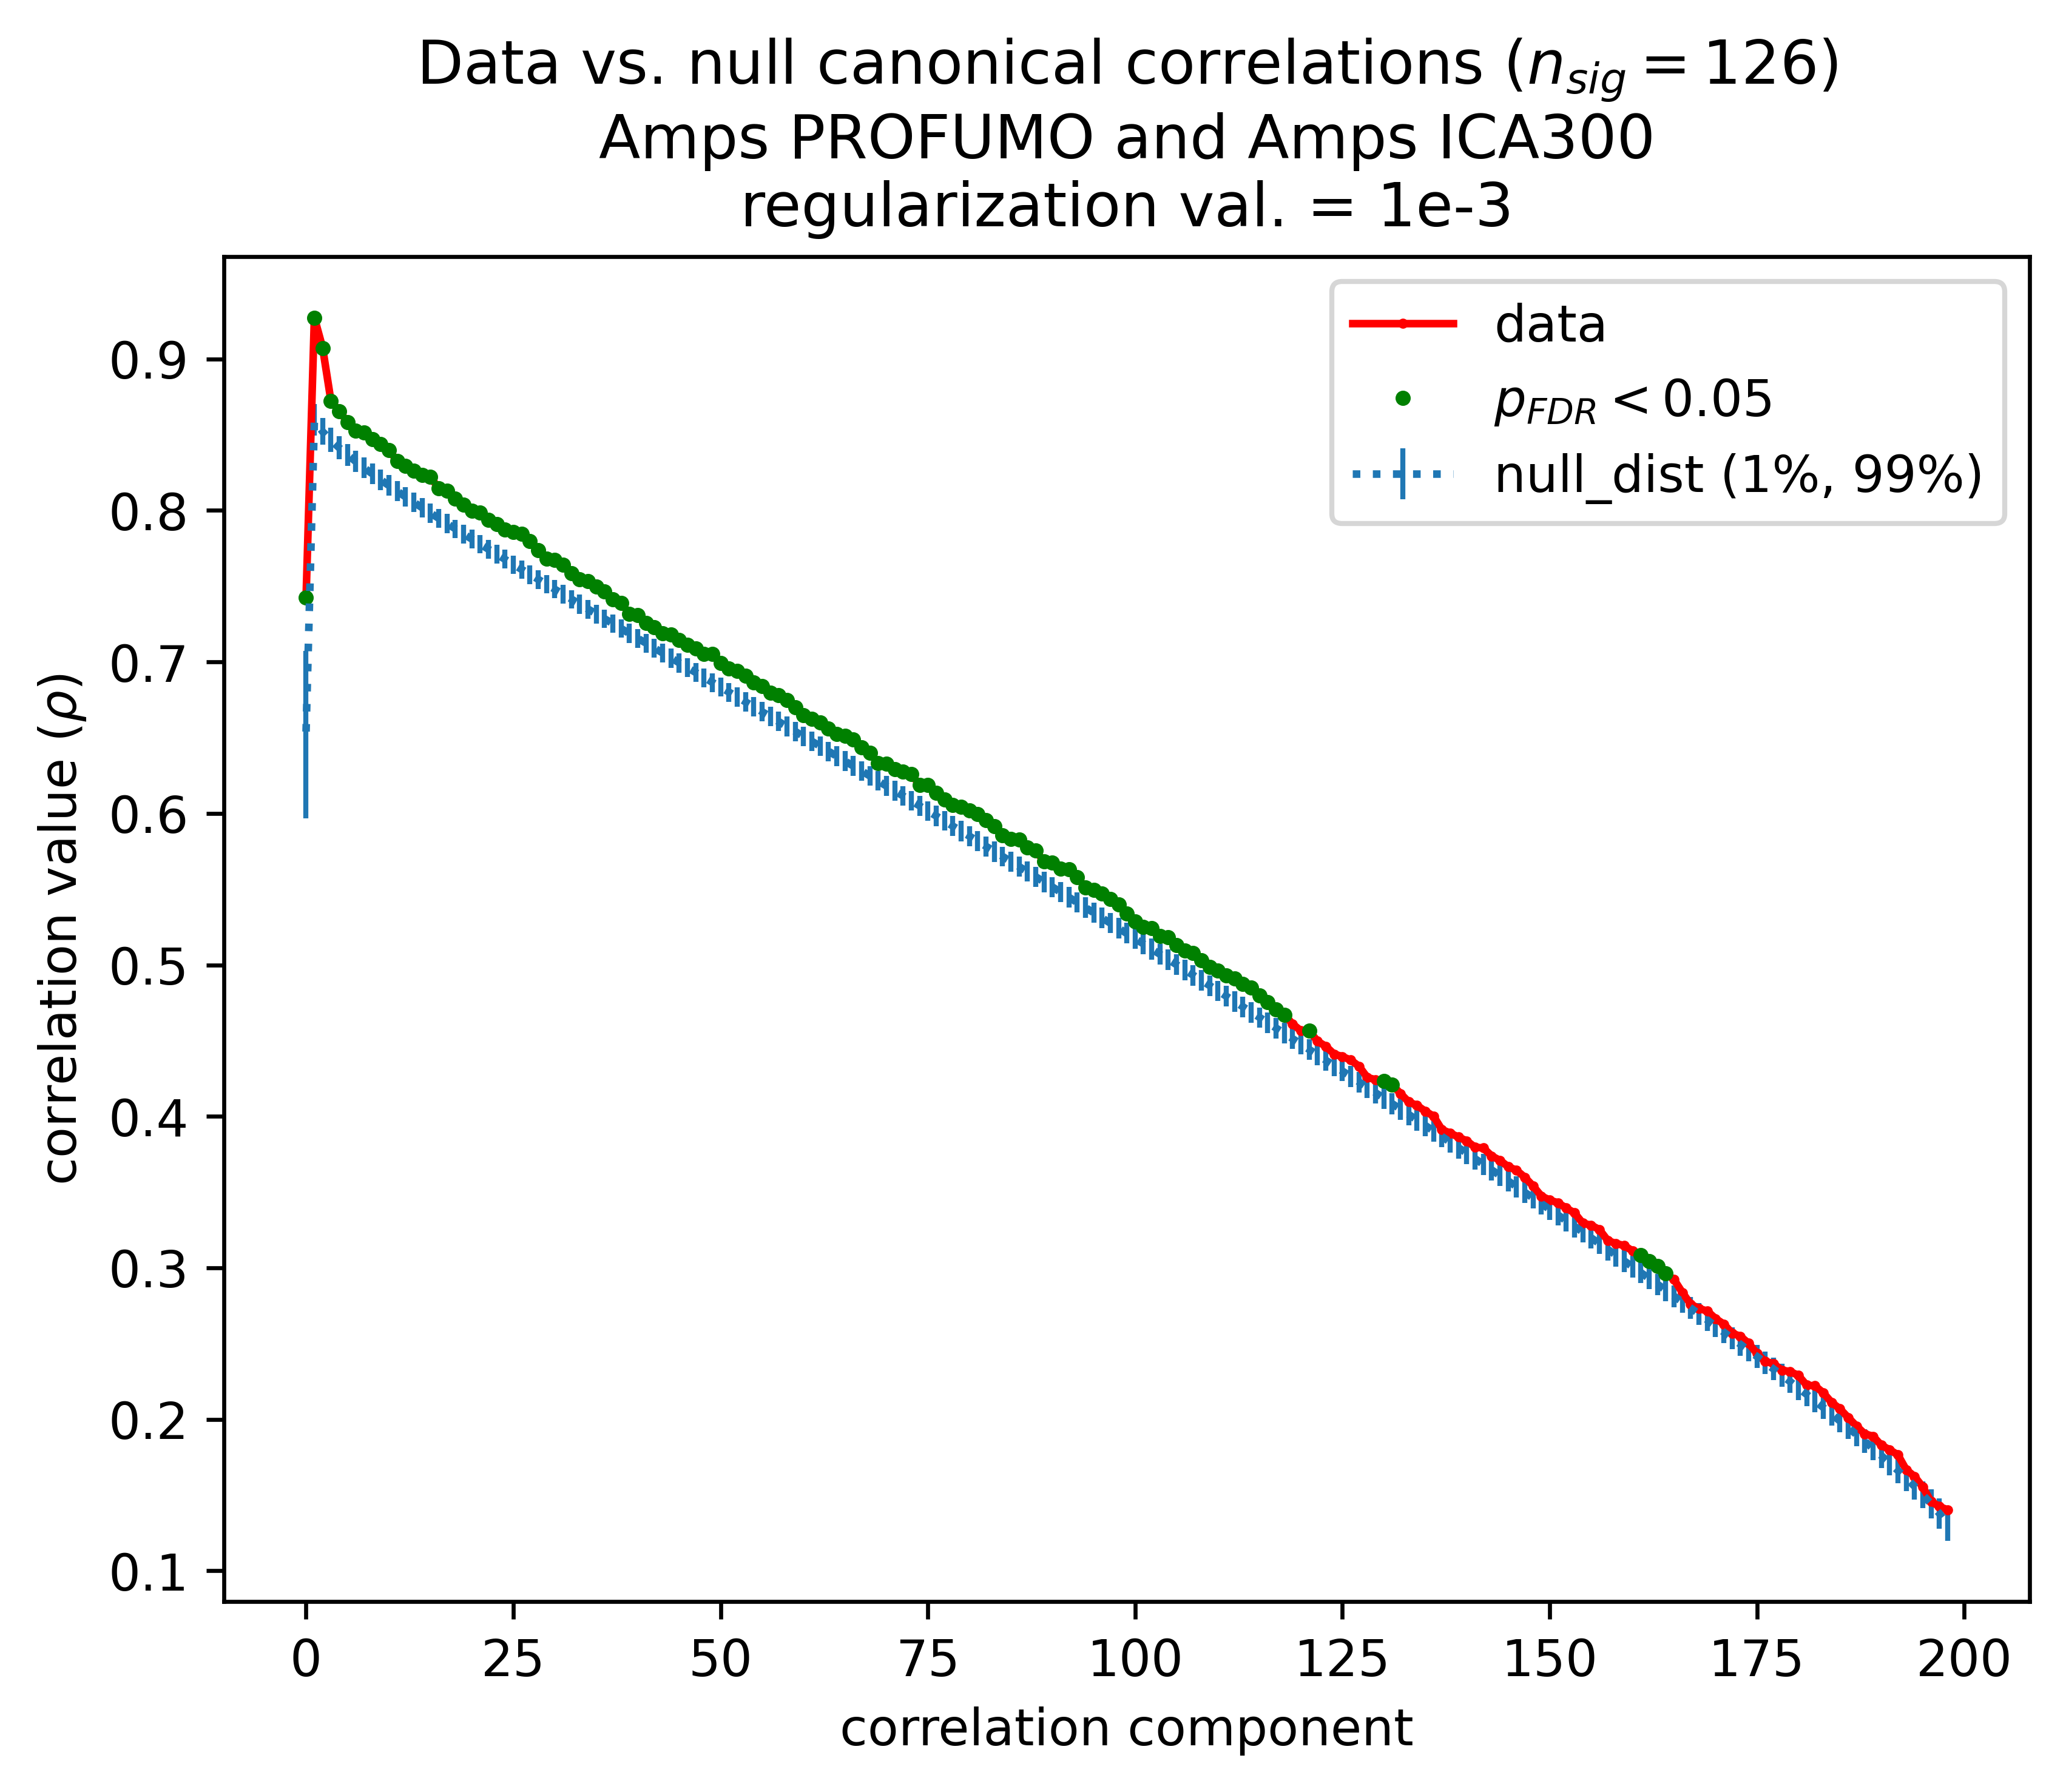 Data vs. null canonical correlations (n_sig = 126)
Amps PROFUMO and Amps ICA300
regularization val. = 1e-3
data
p_FDR < 0.05
null_dist (1%, 99%)
correlation value (ρ)
0.9
0.8
0.7
0.6
0.5
0.4
0.3
0.2
0.1
0 25 50 75 100 125 150 175 200
correlation component